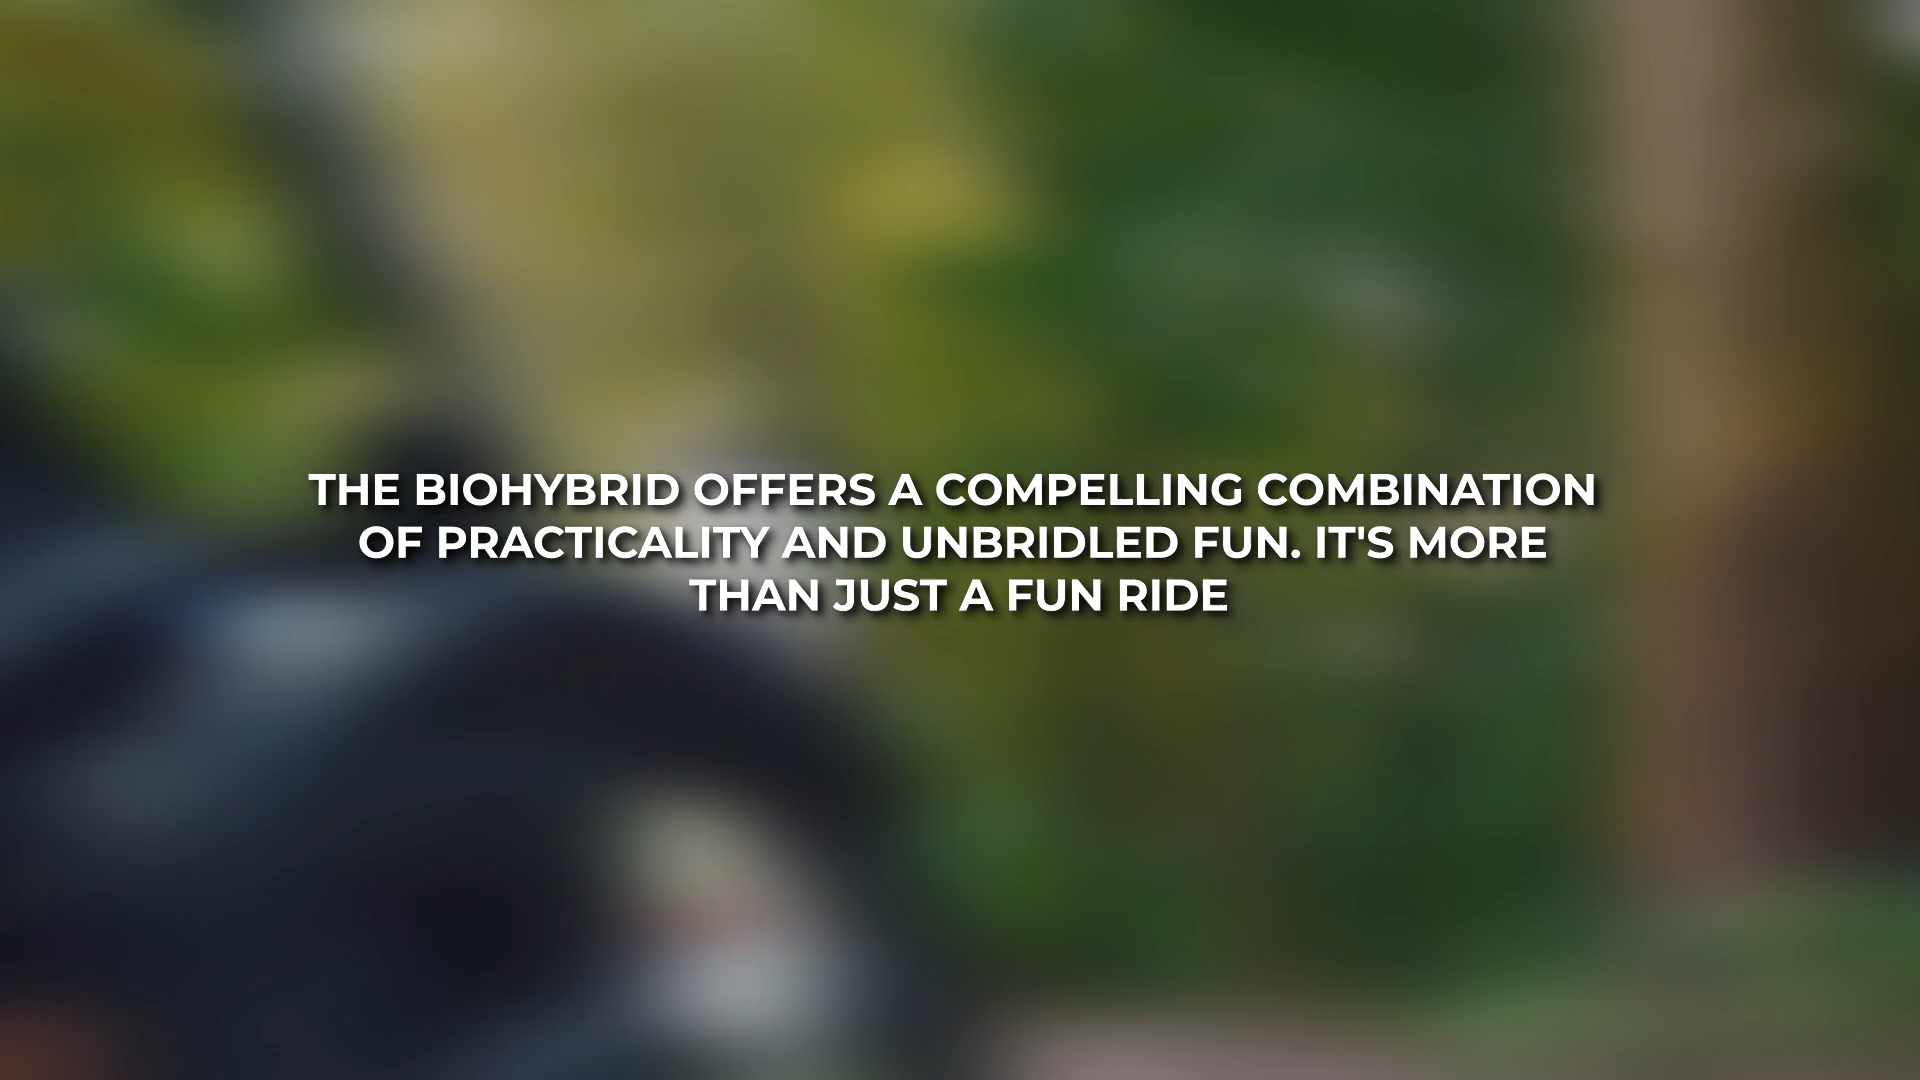 THE BIOHYBRID OFFERS A COMPELLING COMBINATION
OF PRACTICALITY AND UNBRIDLED FUN. IT'S MORE
THAN JUST A FUN RIDE